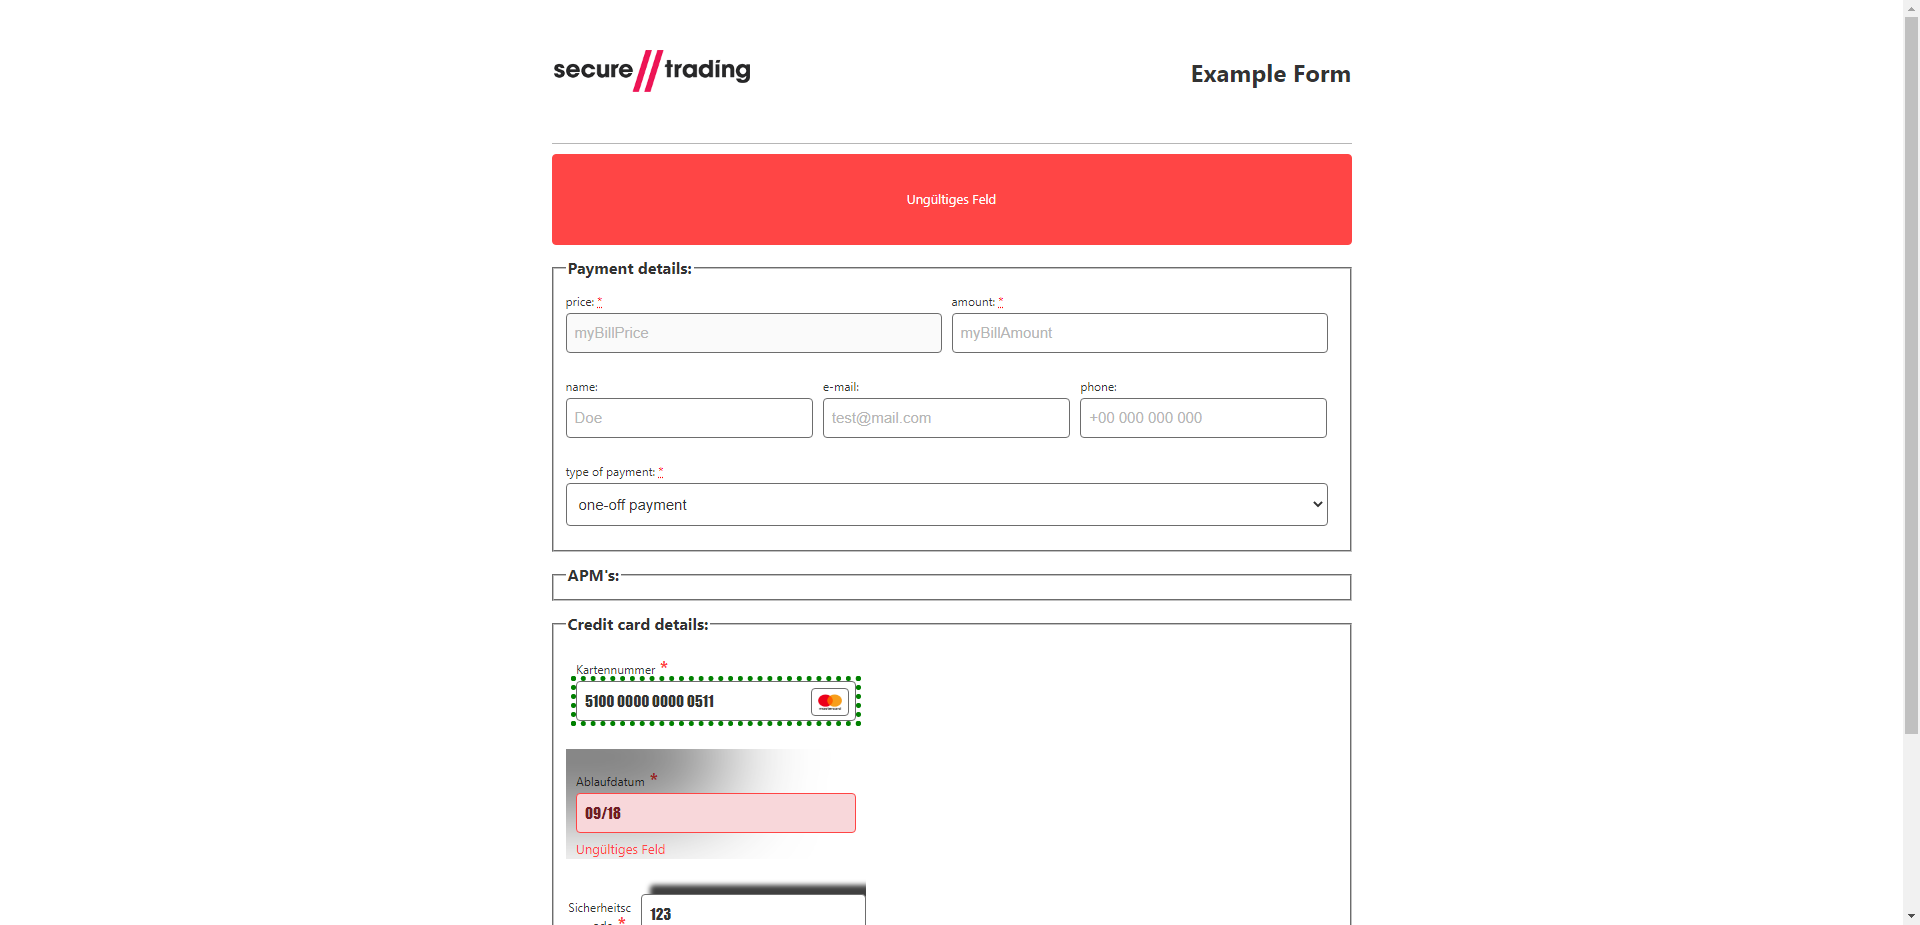 secure//trading
Example Form
Ungültiges Feld
Payment details:
price: * amount: *
myBillPrice myBillAmount
name: e-mail: phone:
Doe test@mail.com +00 000 000 000
type of payment: *
one-off payment
APM's:
Credit card details:
Kartennummer *
5100 0000 0000 0511
mastercard
Ablaufdatum *
09/18
Ungültiges Feld
Sicherheitsc
ode *
123